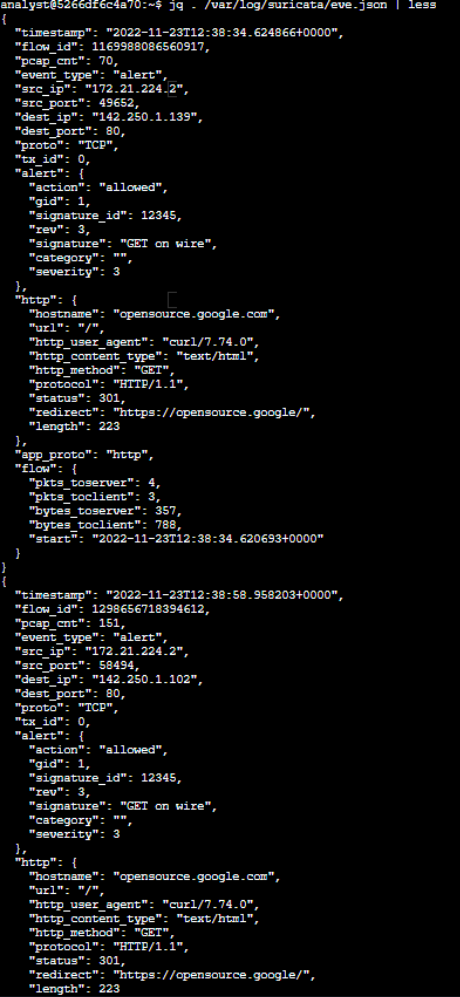 analyst@5266df6c4a70:~$ jq . /var/log/suricata/eve.json | less
{
  "timestamp": "2022-11-23T12:38:34.624866+0000",
  "flow_id": 1169988086560917,
  "pcap_cnt": 70,
  "event_type": "alert",
  "src_ip": "172.21.224.2",
  "src_port": 49652,
  "dest_ip": "142.250.1.139",
  "dest_port": 80,
  "proto": "TCP",
  "tx_id": 0,
  "alert": {
    "action": "allowed",
    "gid": 1,
    "signature_id": 12345,
    "rev": 3,
    "signature": "GET on wire",
    "category": "",
    "severity": 3
  },
  "http": {
    "hostname": "opensource.google.com",
    "url": "/",
    "http_user_agent": "curl/7.74.0",
    "http_content_type": "text/html",
    "http_method": "GET",
    "protocol": "HTTP/1.1",
    "status": 301,
    "redirect": "https://opensource.google/",
    "length": 223
  },
  "app_proto": "http",
  "flow": {
    "pkts_toserver": 4,
    "pkts_toclient": 3,
    "bytes_toserver": 357,
    "bytes_toclient": 788,
    "start": "2022-11-23T12:38:34.620693+0000"
  }
}
{
  "timestamp": "2022-11-23T12:38:58.958203+0000",
  "flow_id": 1298656718394612,
  "pcap_cnt": 151,
  "event_type": "alert",
  "src_ip": "172.21.224.2",
  "src_port": 58494,
  "dest_ip": "142.250.1.102",
  "dest_port": 80,
  "proto": "TCP",
  "tx_id": 0,
  "alert": {
    "action": "allowed",
    "gid": 1,
    "signature_id": 12345,
    "rev": 3,
    "signature": "GET on wire",
    "category": "",
    "severity": 3
  },
  "http": {
    "hostname": "opensource.google.com",
    "url": "/",
    "http_user_agent": "curl/7.74.0",
    "http_content_type": "text/html",
    "http_method": "GET",
    "protocol": "HTTP/1.1",
    "status": 301,
    "redirect": "https://opensource.google/",
    "length": 223